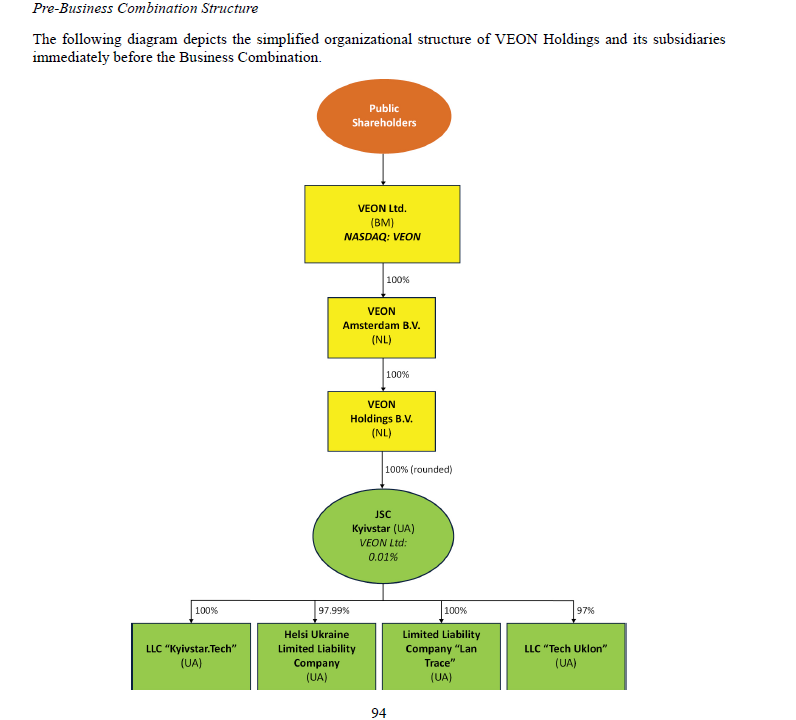 Pre-Business Combination Structure
The following diagram depicts the simplified organizational structure of VEON Holdings and its subsidiaries
immediately before the Business Combination.
Public
Shareholders
VEON Ltd.
(BM)
NASDAQ: VEON
100%
VEON
Amsterdam B.V.
(NL)
100%
VEON
Holdings B.V.
(NL)
100% (rounded)
JSC
Kyivstar (UA)
VEON Ltd:
0.01%
100%
97.99%
100%
97%
LLC “Kyivstar.Tech”
(UA)
Helsi Ukraine
Limited Liability
Company
(UA)
Limited Liability
Company “Lan
Trace”
(UA)
LLC “Tech Uklon”
(UA)
94